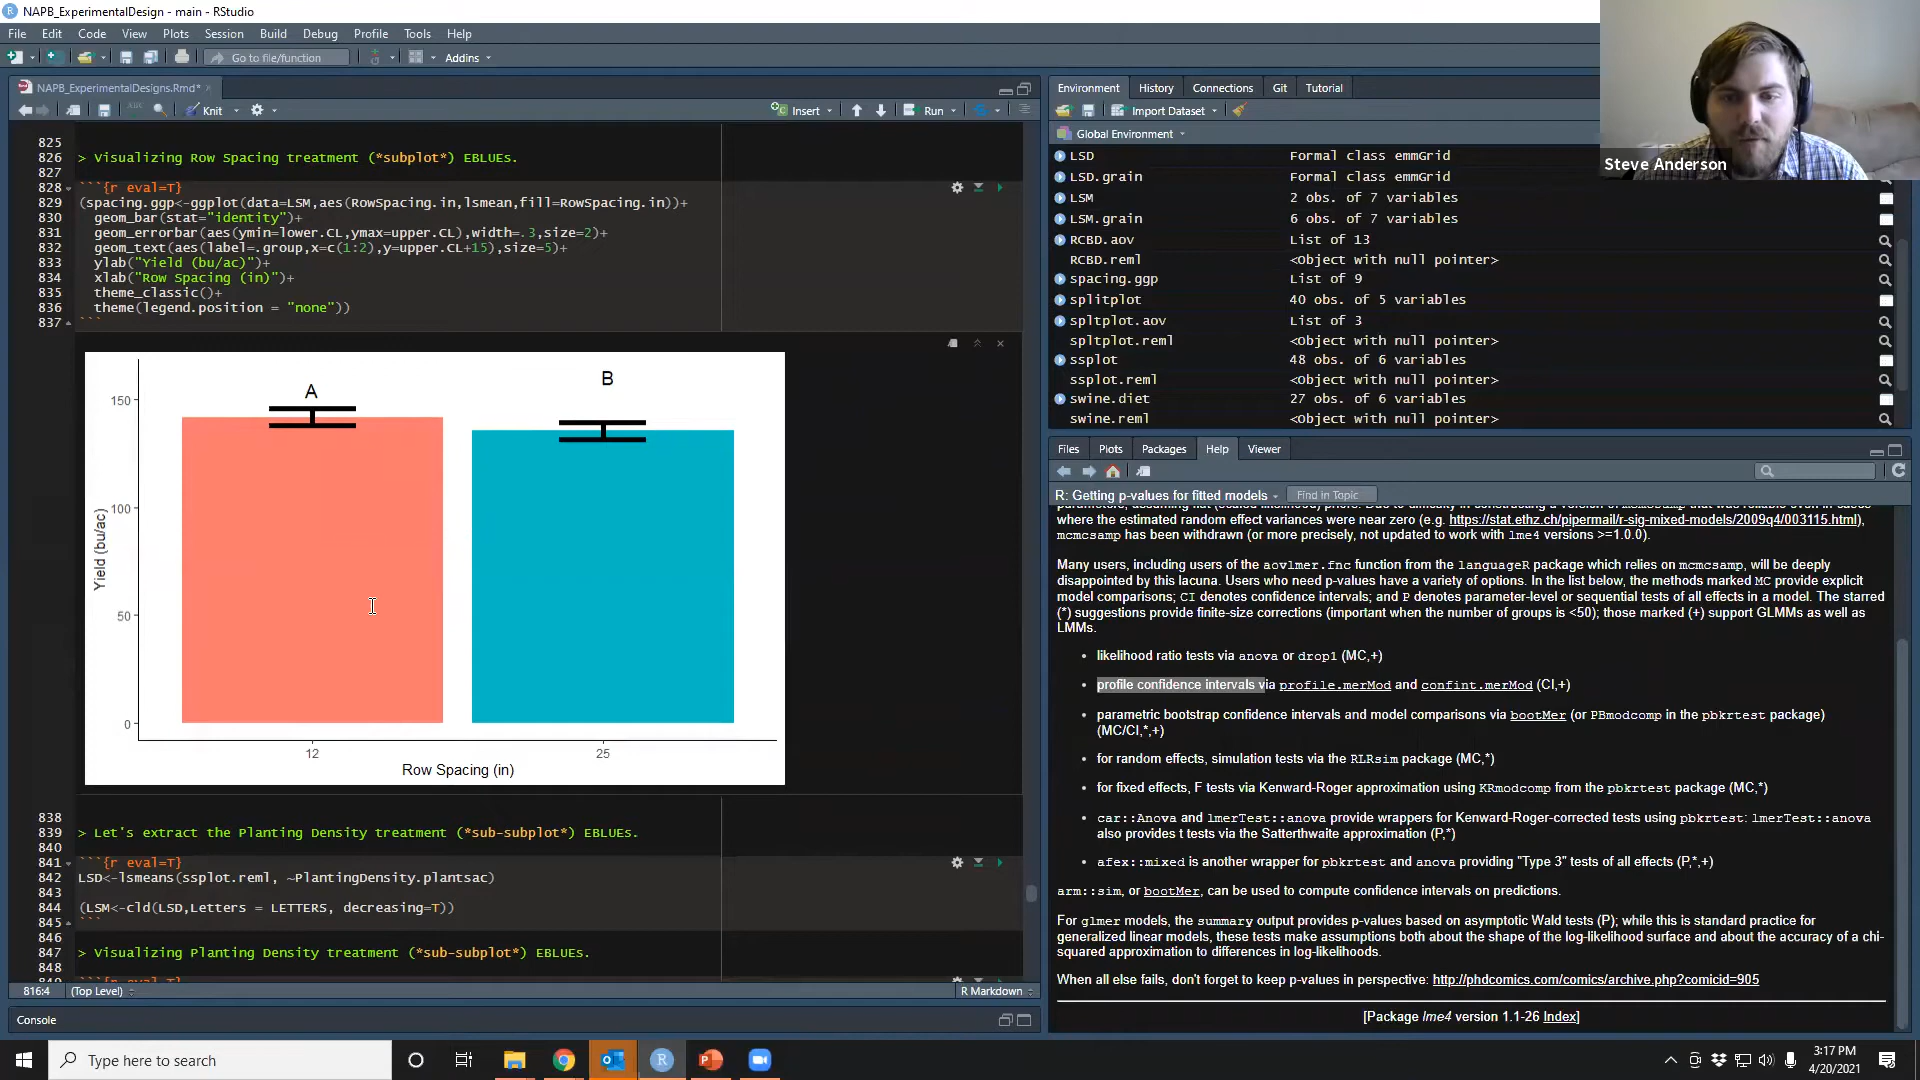 NAPB_ExperimentalDesign - main - RStudio
File Edit Code View Plots Session Build Debug Profile Tools Help
Go to file/function Addins
NAPB_ExperimentalDesigns.Rmd*
Knit Insert Run
825
826 > Visualizing Row Spacing treatment (*subplot*) EBLUEs.
827
828 ```{r eval=T}
829 (spacing.ggp<-ggplot(data=LSM,aes(RowSpacing.in,lsmean,fill=RowSpacing.in))+
830 geom_bar(stat="identity")+
831 geom_errorbar(aes(ymin=lower.CL,ymax=upper.CL),width=.3,size=2)+
832 geom_text(aes(label=.group,x=c(1:2),y=upper.CL+15),size=5)+
833 ylab("Yield (bu/ac)")+
834 xlab("Row Spacing (in)")+
835 theme_classic()+
836 theme(legend.position = "none"))
837 ```
A B
150
100
50
0
Yield (bu/ac)
12 25
Row Spacing (in)
838
839 > Let's extract the Planting Density treatment (*sub-subplot*) EBLUEs.
840
841 ```{r eval=T}
842 LSD<-lsmeans(ssplot.reml, ~PlantingDensity.plantsac)
843
844 (LSM<-cld(LSD,Letters = LETTERS, decreasing=T))
845 ```
846
847 > Visualizing Planting Density treatment (*sub-subplot*) EBLUEs.
848
816:4 (Top Level) R Markdown
Console
Environment History Connections Git Tutorial
Import Dataset
Global Environment
LSD Formal class emmGrid
LSD.grain Formal class emmGrid
LSM 2 obs. of 7 variables
LSM.grain 6 obs. of 7 variables
RCBD.aov List of 13
RCBD.reml <Object with null pointer>
spacing.ggp List of 9
splitplot 40 obs. of 5 variables
spltplot.aov List of 3
spltplot.reml <Object with null pointer>
ssplot 48 obs. of 6 variables
ssplot.reml <Object with null pointer>
swine.diet 27 obs. of 6 variables
swine.reml <Object with null pointer>
Steve Anderson
Files Plots Packages Help Viewer
R: Getting p-values for fitted models Find in Topic
where the estimated random effect variances were near zero (e.g. https://stat.ethz.ch/pipermail/r-sig-mixed-models/2009q4/003115.html),
mcmcsamp has been withdrawn (or more precisely, not updated to work with lme4 versions >=1.0.0).
Many users, including users of the aovlmer.fnc function from the languageR package which relies on mcmcsamp, will be deeply
disappointed by this lacuna. Users who need p-values have a variety of options. In the list below, the methods marked MC provide explicit
model comparisons; CI denotes confidence intervals; and P denotes parameter-level or sequential tests of all effects in a model. The starred
(*) suggestions provide finite-size corrections (important when the number of groups is <50); those marked (+) support GLMMs as well as
LMMs.
• likelihood ratio tests via anova or drop1 (MC,+)
• profile confidence intervals via profile.merMod and confint.merMod (CI,+)
• parametric bootstrap confidence intervals and model comparisons via bootMer (or PBmodcomp in the pbkrtest package)
(MC/CI,*,+)
• for random effects, simulation tests via the RLRsim package (MC,*)
• for fixed effects, F tests via Kenward-Roger approximation using KRmodcomp from the pbkrtest package (MC,*)
• car::Anova and lmerTest::anova provide wrappers for Kenward-Roger-corrected tests using pbkrtest: lmerTest::anova
also provides t tests via the Satterthwaite approximation (P,*)
• afex::mixed is another wrapper for pbkrtest and anova providing "Type 3" tests of all effects (P,*,+)
arm::sim, or bootMer, can be used to compute confidence intervals on predictions.
For glmer models, the summary output provides p-values based on asymptotic Wald tests (P); while this is standard practice for
generalized linear models, these tests make assumptions both about the shape of the log-likelihood surface and about the accuracy of a chi-
squared approximation to differences in log-likelihoods.
When all else fails, don't forget to keep p-values in perspective: http://phdcomics.com/comics/archive.php?comicid=905
[Package lme4 version 1.1-26 Index]
Type here to search
3:17 PM
4/20/2021